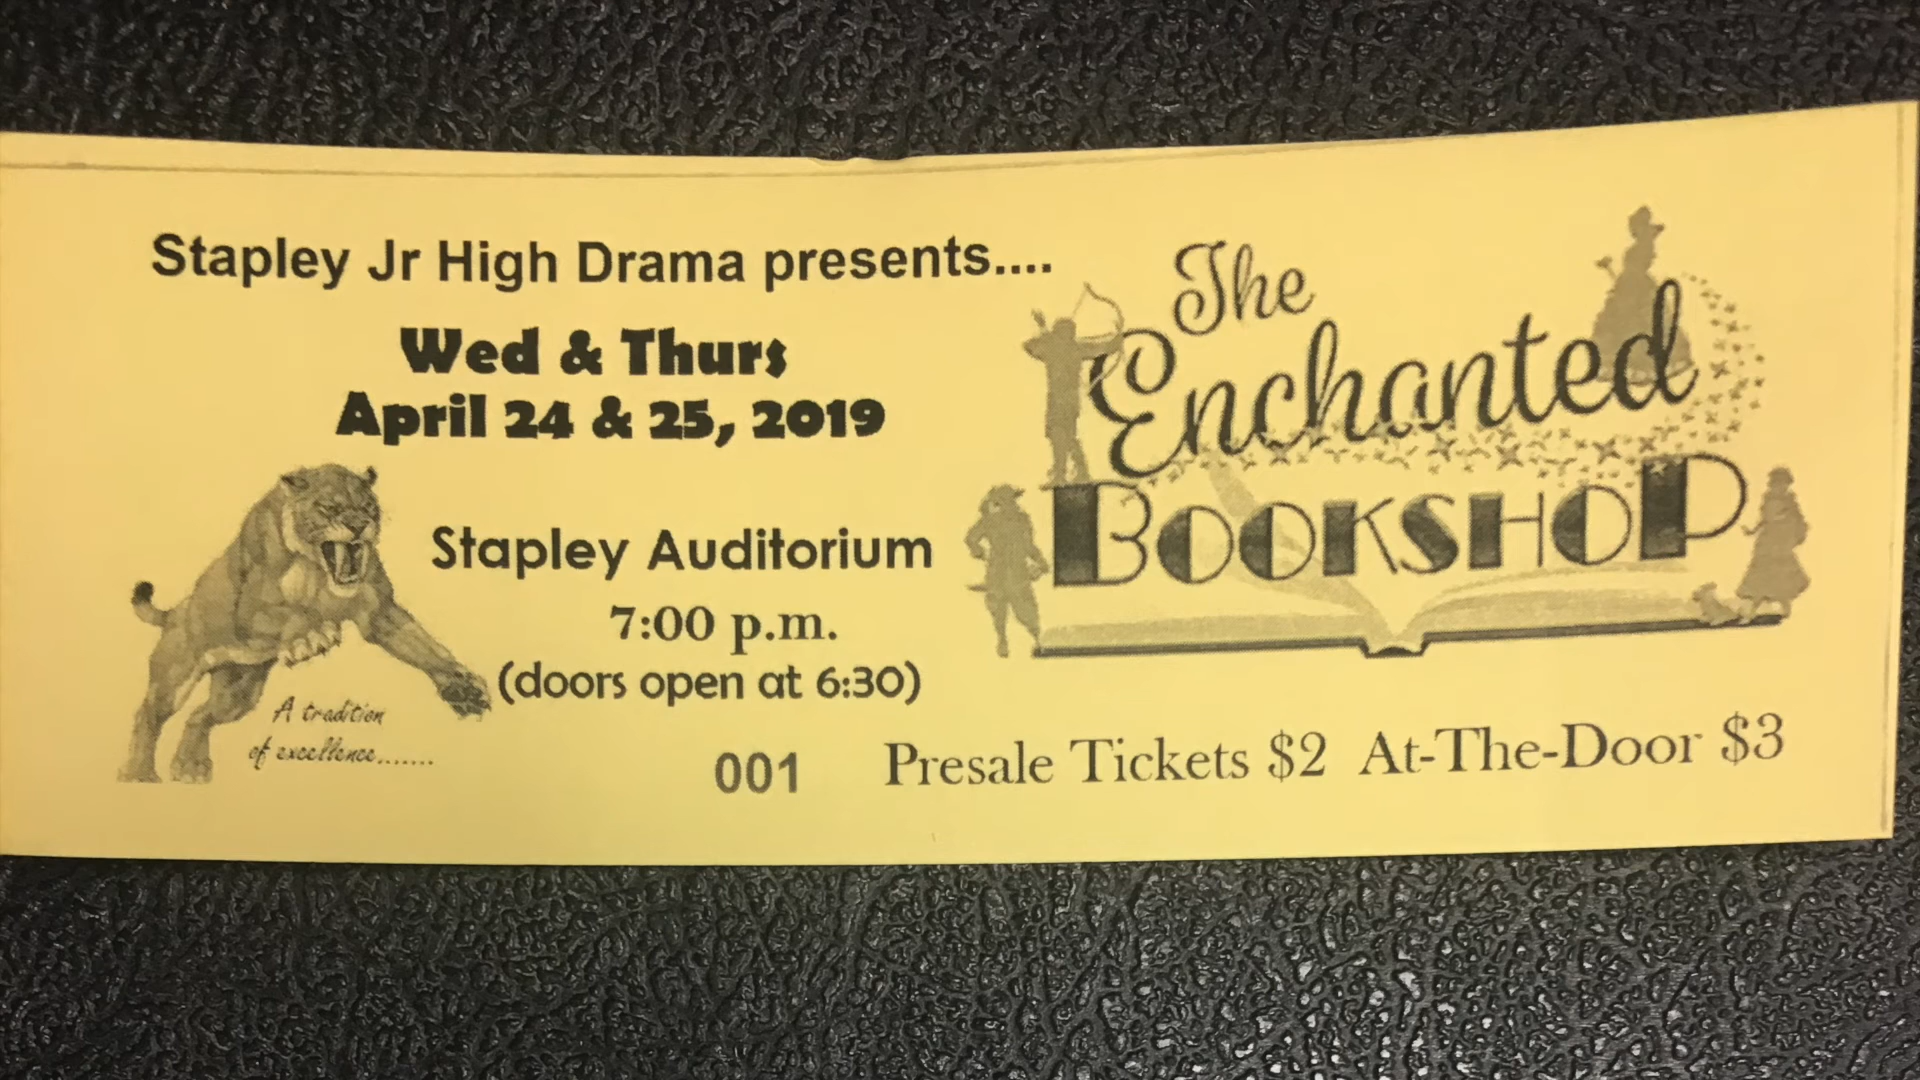 Stapley Jr High Drama presents....
Wed & Thurs
April 24 & 25, 2019
Stapley Auditorium
7:00 p.m.
(doors open at 6:30)
A tradition
of excellence.......
The
Enchanted
BOOKSHOP
001
Presale Tickets $2 At-The-Door $3